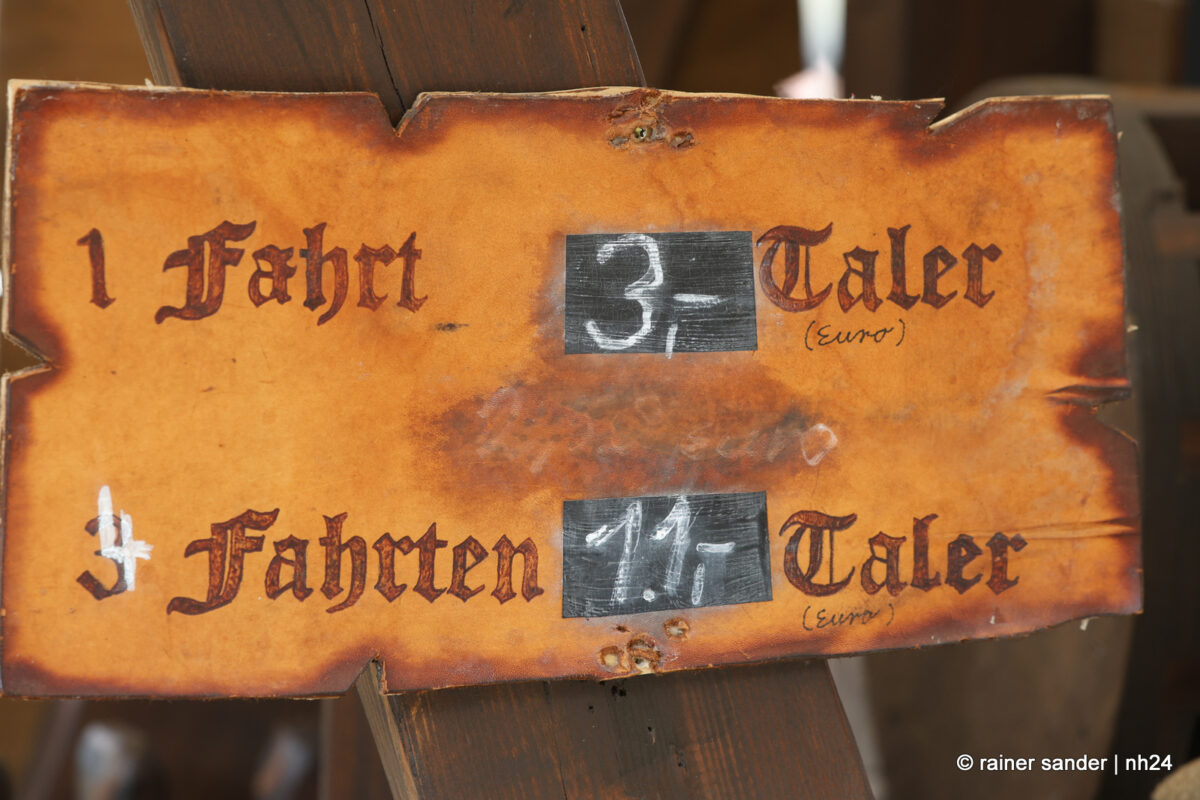 1 Fahrt 3,- Taler
(Euro)
4 Fahrten 11,- Taler
(Euro)
© rainer sander | nh24